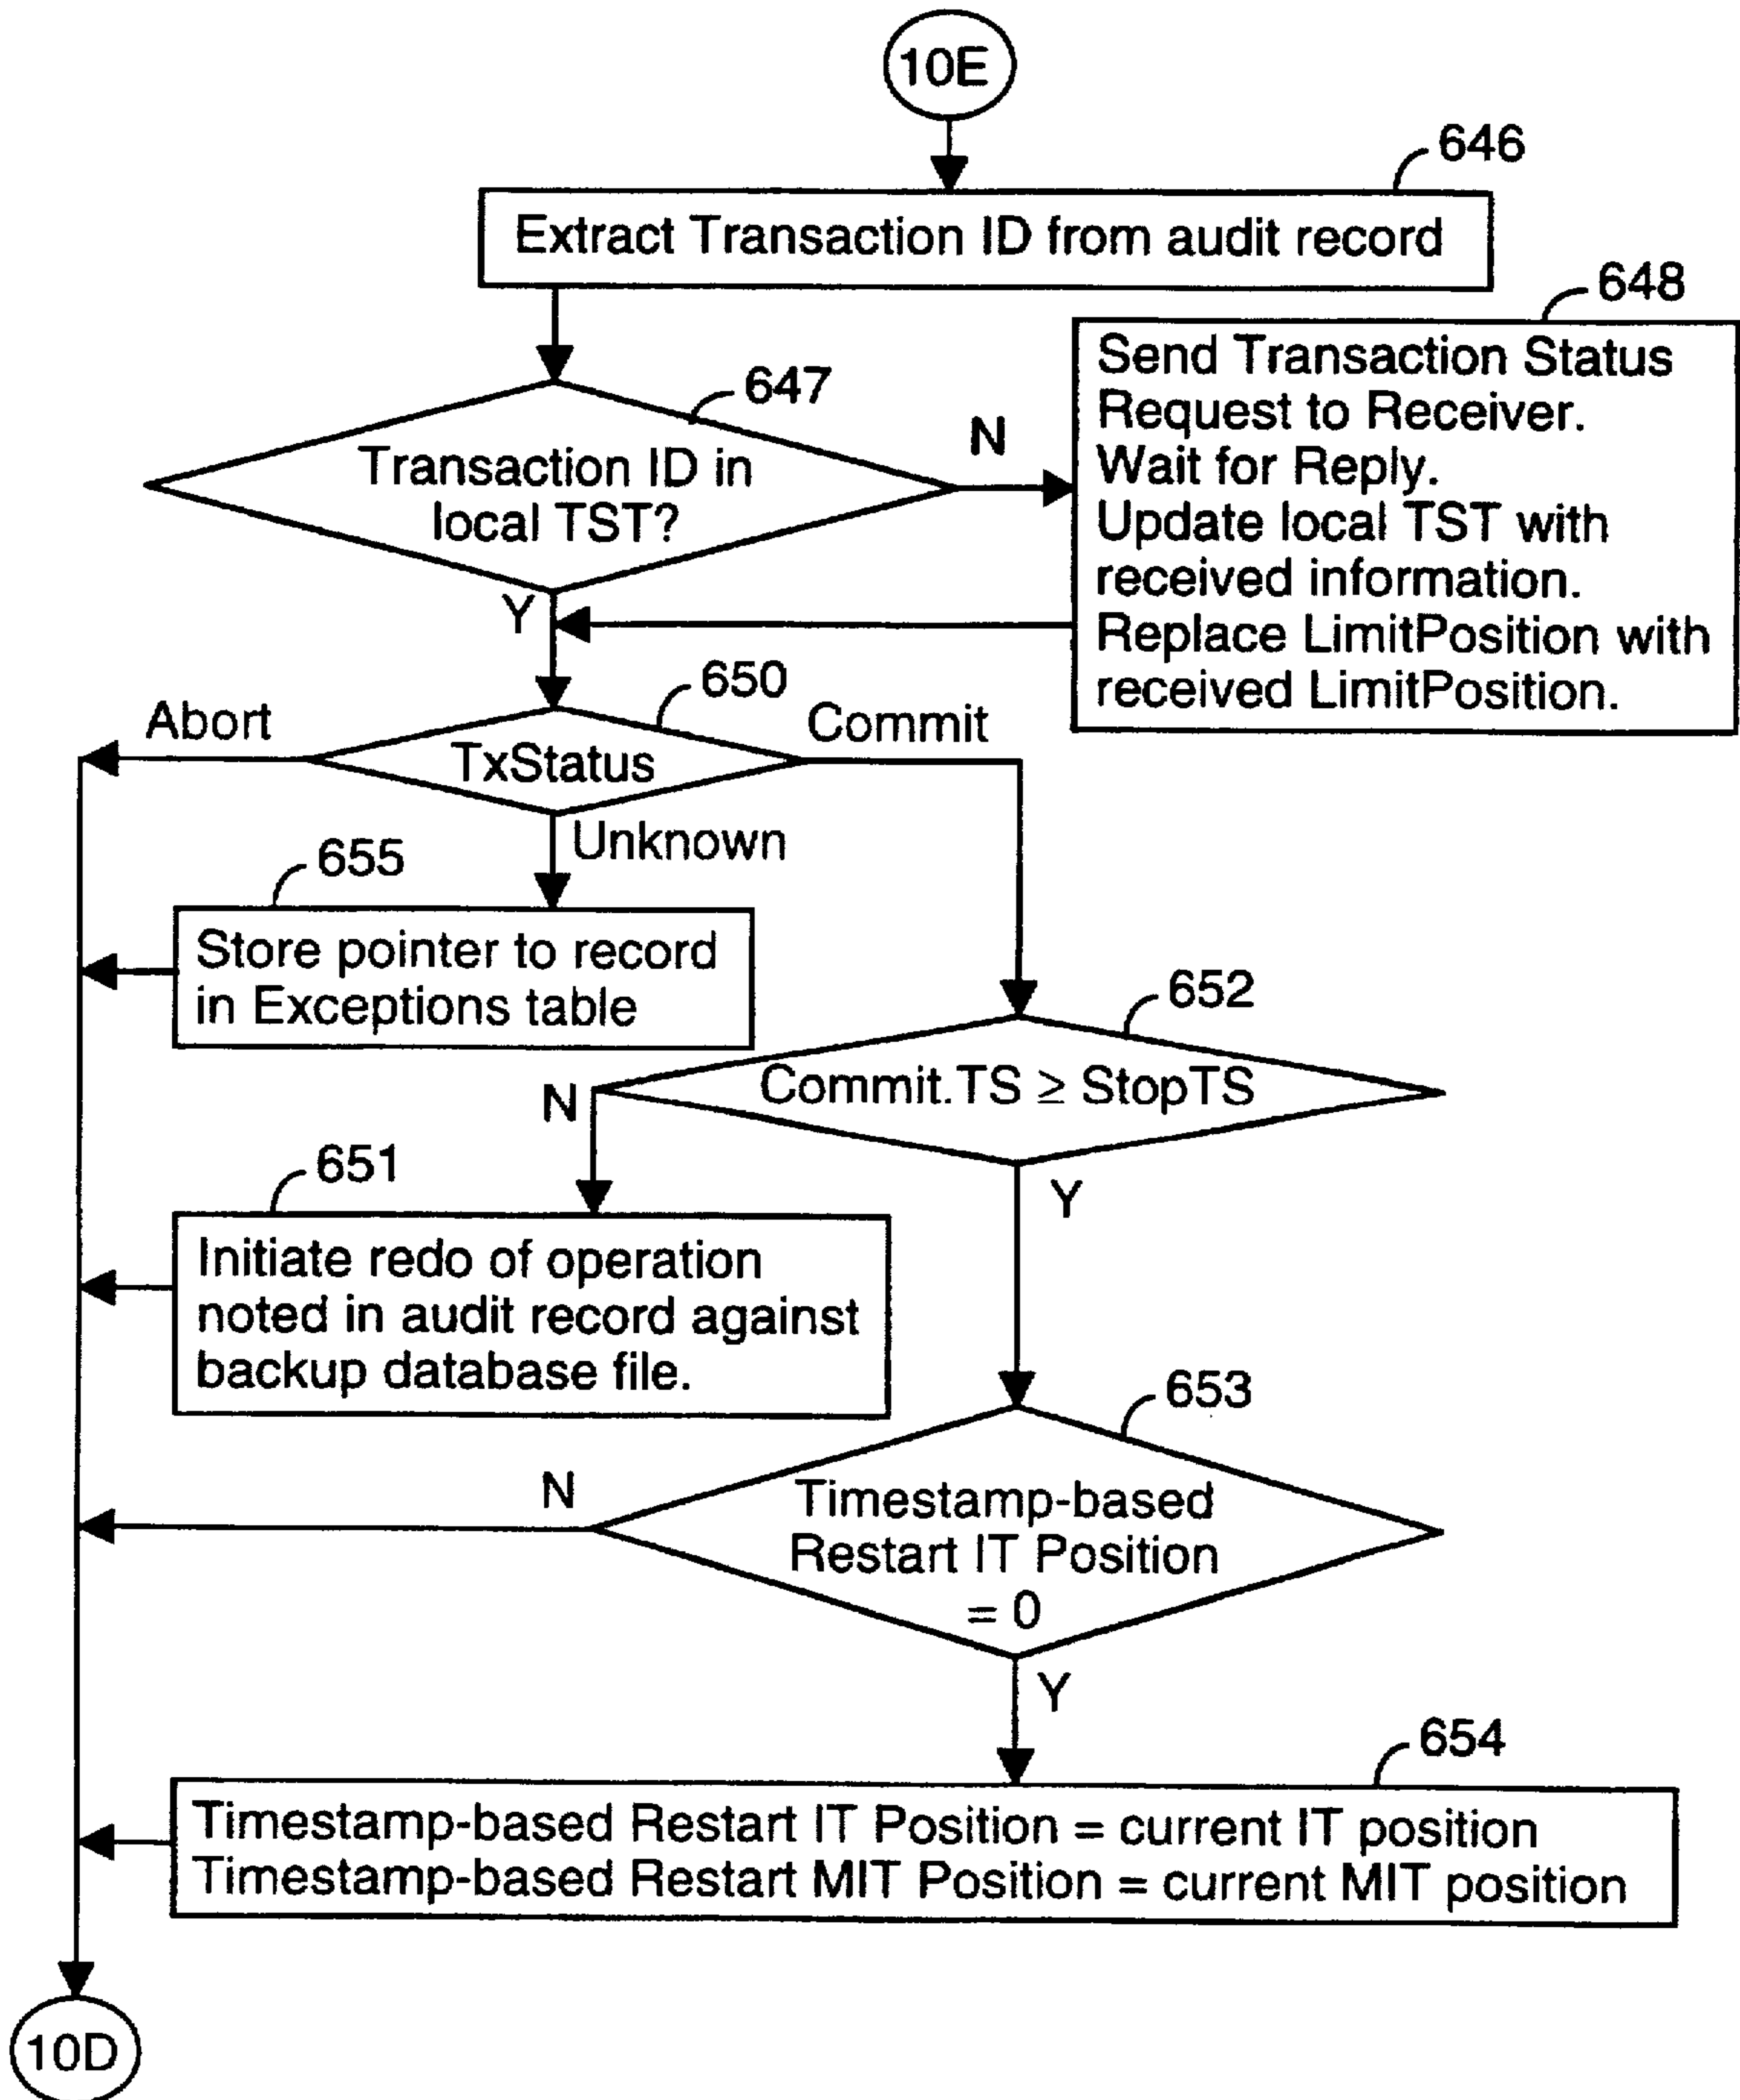 10E
646
Extract Transaction ID from audit record
648
Send Transaction Status
Request to Receiver.
Wait for Reply.
Update local TST with
received information.
Replace LimitPosition with
received LimitPosition.
647
Transaction ID in
local TST?
N
Y
650
Abort
TxStatus
Commit
Unknown
655
Store pointer to record
in Exceptions table
652
Commit.TS ≥ StopTS
N
Y
651
Initiate redo of operation
noted in audit record against
backup database file.
653
Timestamp-based
Restart IT Position
= 0
N
Y
654
Timestamp-based Restart IT Position = current IT position
Timestamp-based Restart MIT Position = current MIT position
10D